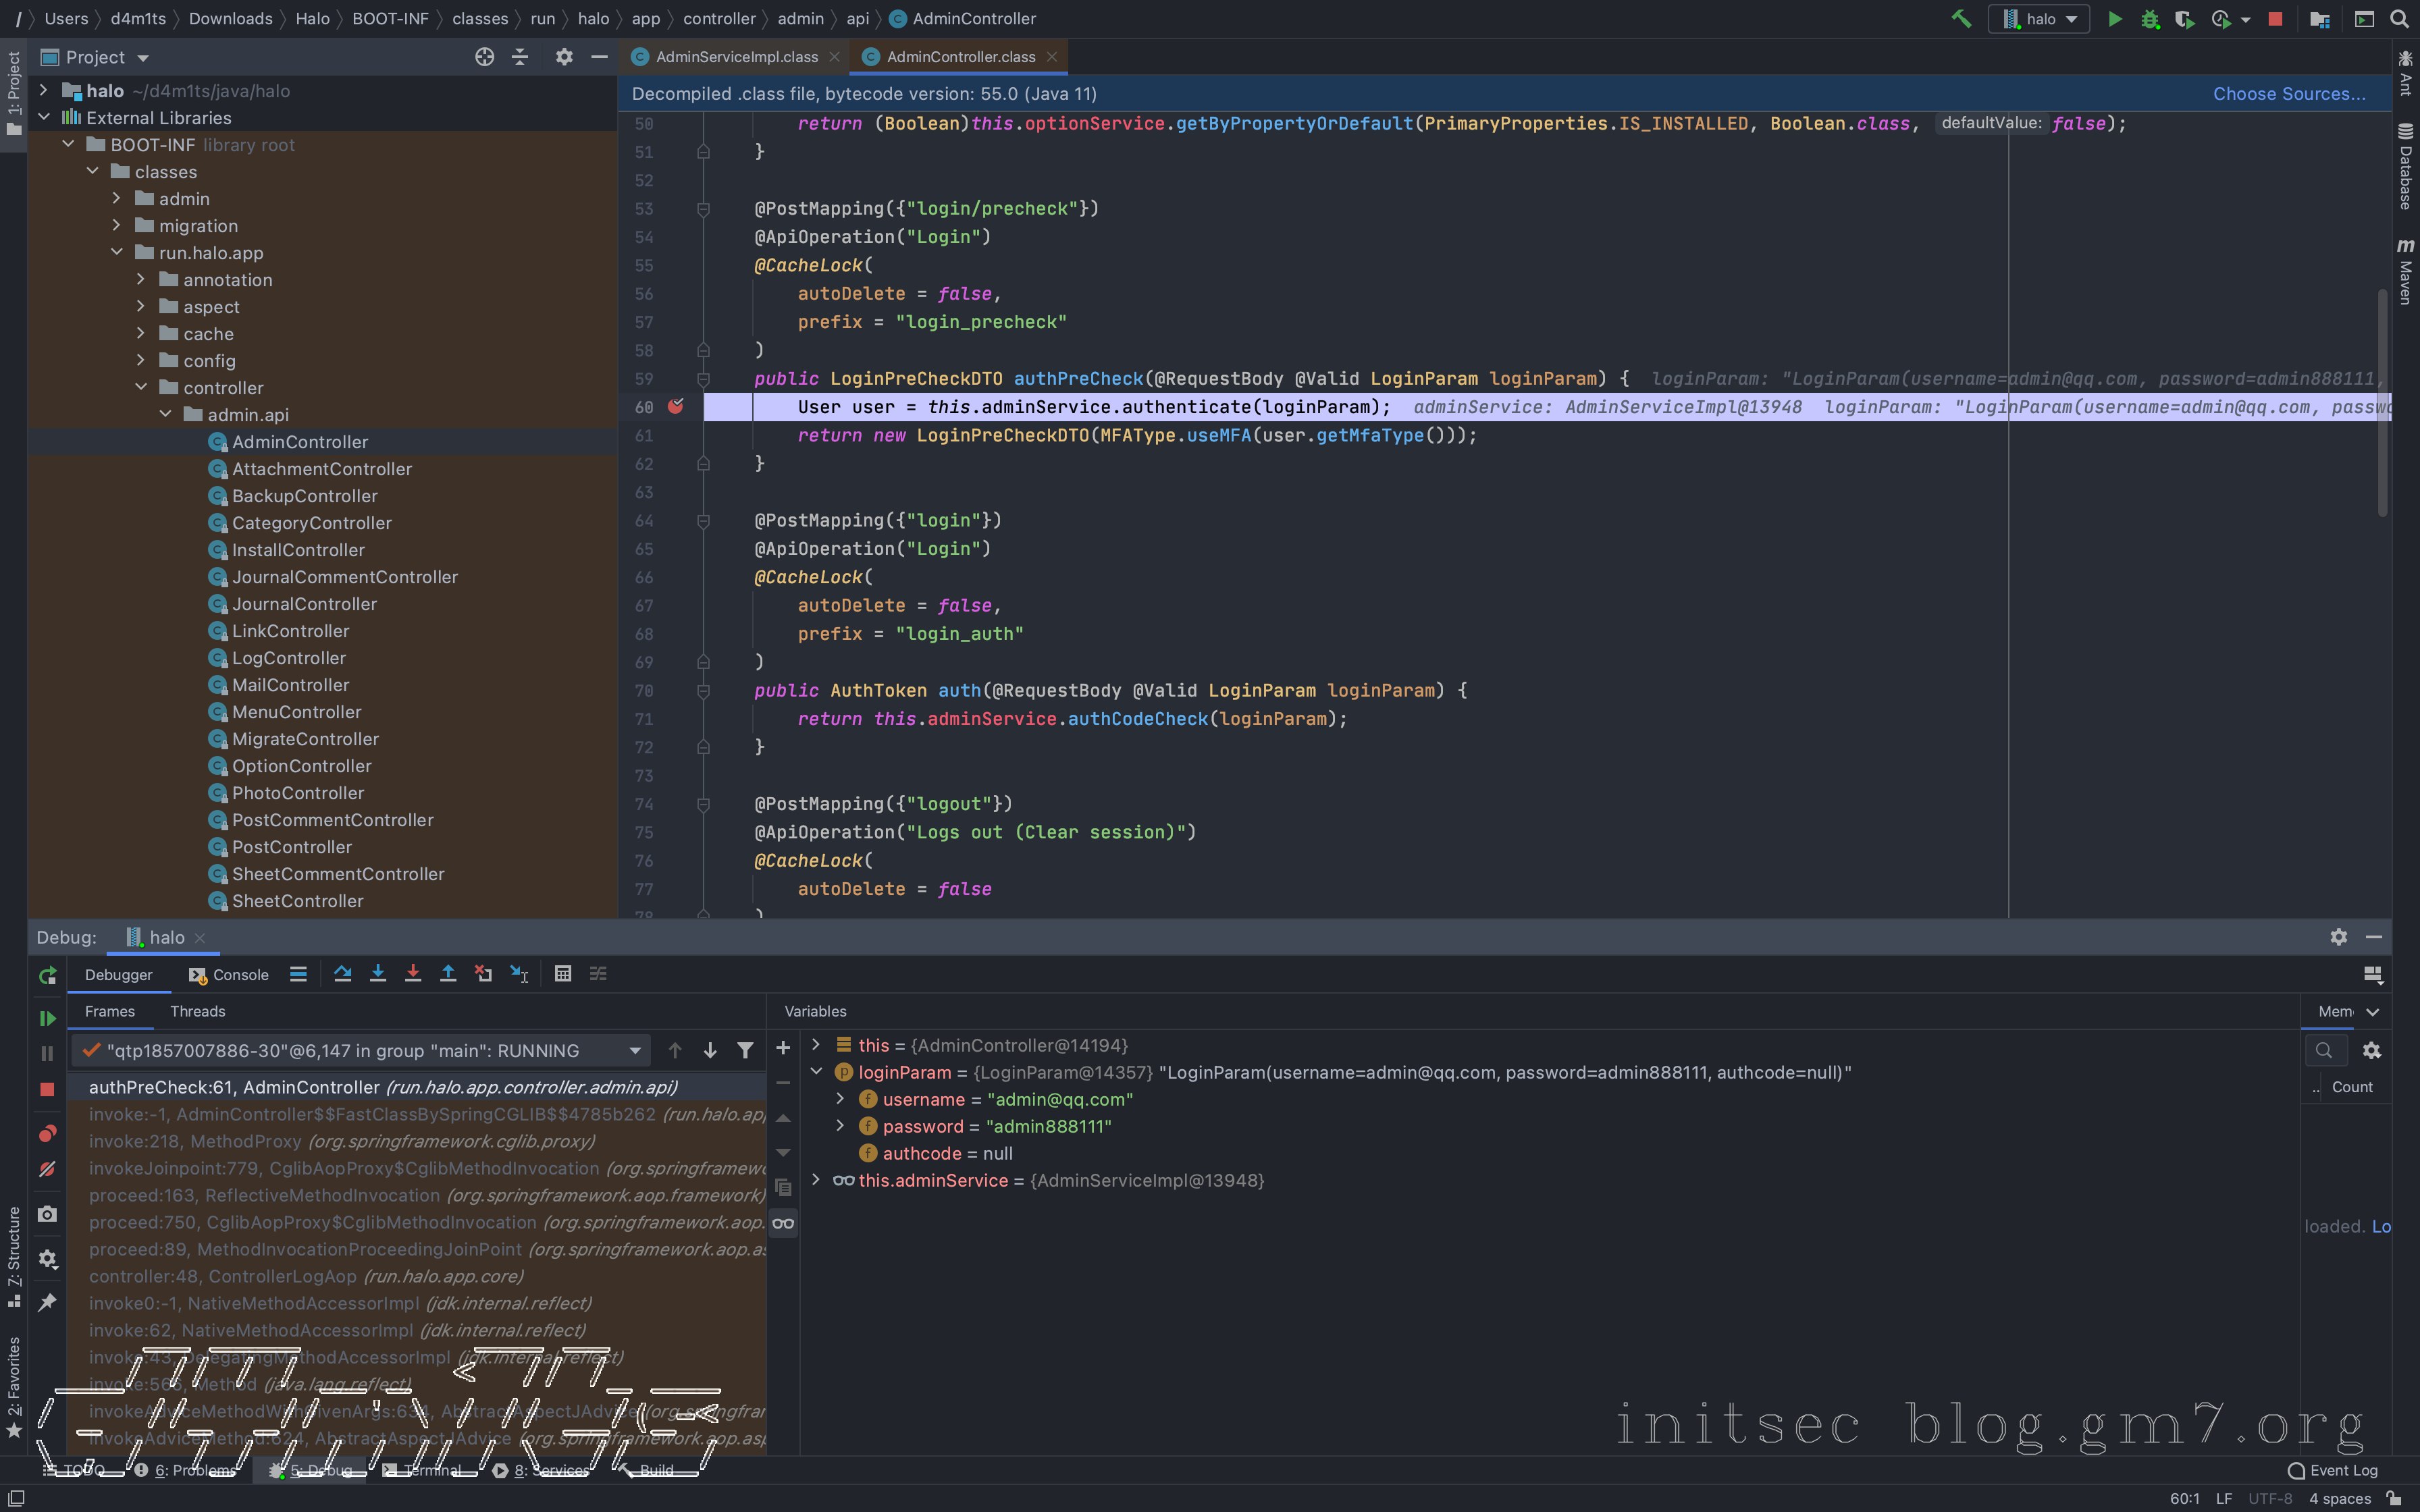 / Users d4m1ts Downloads Halo BOOT-INF classes run halo app controller admin api AdminController
halo
Project
AdminServiceImpl.class
AdminController.class
Decompiled .class file, bytecode version: 55.0 (Java 11)
Choose Sources...
1: Project
halo ~/d4m1ts/java/halo
External Libraries
BOOT-INF library root
classes
admin
migration
run.halo.app
annotation
aspect
cache
config
controller
admin.api
AdminController
AttachmentController
BackupController
CategoryController
InstallController
JournalCommentController
JournalController
LinkController
LogController
MailController
MenuController
MigrateController
OptionController
PhotoController
PostCommentController
PostController
SheetCommentController
SheetController
50 return (Boolean)this.optionService.getByPropertyOrDefault(PrimaryProperties.IS_INSTALLED, Boolean.class, defaultValue: false);
51 }
52
53 @PostMapping({"login/precheck"})
54 @ApiOperation("Login")
55 @CacheLock(
56 autoDelete = false,
57 prefix = "login_precheck"
58 )
59 public LoginPreCheckDTO authPreCheck(@RequestBody @Valid LoginParam loginParam) { loginParam: "LoginParam(username=admin@qq.com, password=admin888111,
60 User user = this.adminService.authenticate(loginParam); adminService: AdminServiceImpl@13948 loginParam: "LoginParam(username=admin@qq.com, passw
61 return new LoginPreCheckDTO(MFAType.useMFA(user.getMfaType()));
62 }
63
64 @PostMapping({"login"})
65 @ApiOperation("Login")
66 @CacheLock(
67 autoDelete = false,
68 prefix = "login_auth"
69 )
70 public AuthToken auth(@RequestBody @Valid LoginParam loginParam) {
71 return this.adminService.authCodeCheck(loginParam);
72 }
73
74 @PostMapping({"logout"})
75 @ApiOperation("Logs out (Clear session)")
76 @CacheLock(
77 autoDelete = false
78 )
Ant
Database
m Maven
Debug: halo
Debugger
Console
Frames
Threads
Variables
Mem
"qtp1857007886-30"@6,147 in group "main": RUNNING
authPreCheck:61, AdminController (run.halo.app.controller.admin.api)
invoke:-1, AdminController$$FastClassBySpringCGLIB$$4785b262 (run.halo.ap
invoke:218, MethodProxy (org.springframework.cglib.proxy)
invokeJoinpoint:779, CglibAopProxy$CglibMethodInvocation (org.springframew
proceed:163, ReflectiveMethodInvocation (org.springframework.aop.framework)
proceed:750, CglibAopProxy$CglibMethodInvocation (org.springframework.aop.
proceed:89, MethodInvocationProceedingJoinPoint (org.springframework.aop.as
controller:48, ControllerLogAop (run.halo.app.core)
invoke0:-1, NativeMethodAccessorImpl (jdk.internal.reflect)
invoke:62, NativeMethodAccessorImpl (jdk.internal.reflect)
invoke:43, DelegatingMethodAccessorImpl (jdk.internal.reflect)
invoke:566, Method (java.lang.reflect)
invokeAdviceMethodWithGivenArgs:634, AbstractAspectJAdvice (org.springfran
invokeAdviceMethod:624, AbstractAspectJAdvice (org.springframework.aop.asp
this = {AdminController@14194}
loginParam = {LoginParam@14357} "LoginParam(username=admin@qq.com, password=admin888111, authcode=null)"
username = "admin@qq.com"
password = "admin888111"
authcode = null
this.adminService = {AdminServiceImpl@13948}
.. Count
loaded. Lo
7: Structure
2: Favorites
initsec blog.gm7.org
TODO
6: Problems
5: Debug
Terminal
8: Services
Build
Event Log
60:1 LF UTF-8 4 spaces